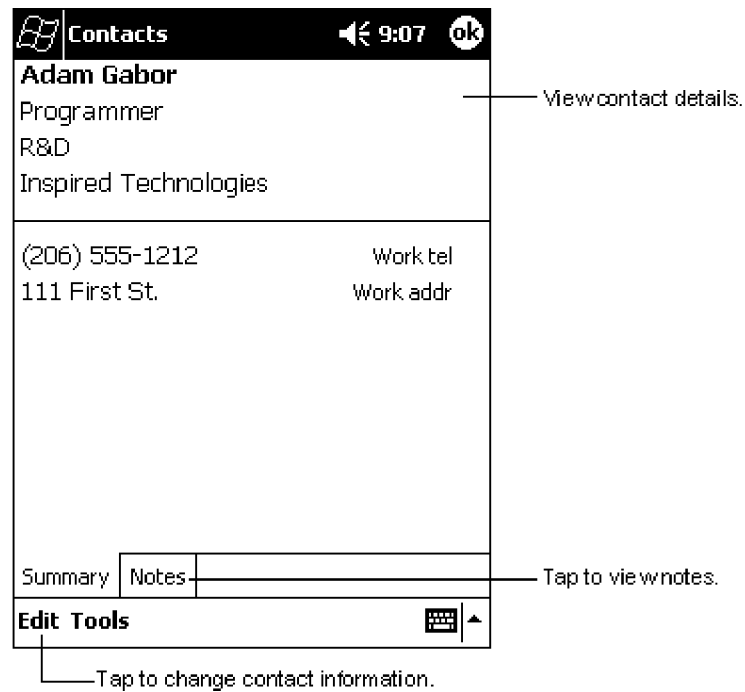 Contacts 9:07 ok
Adam Gabor
Programmer
R&D
Inspired Technologies
View contact details.
(206) 555-1212 Work tel
111 First St. Work addr
Summary Notes
Tap to view notes.
Edit Tools
Tap to change contact information.